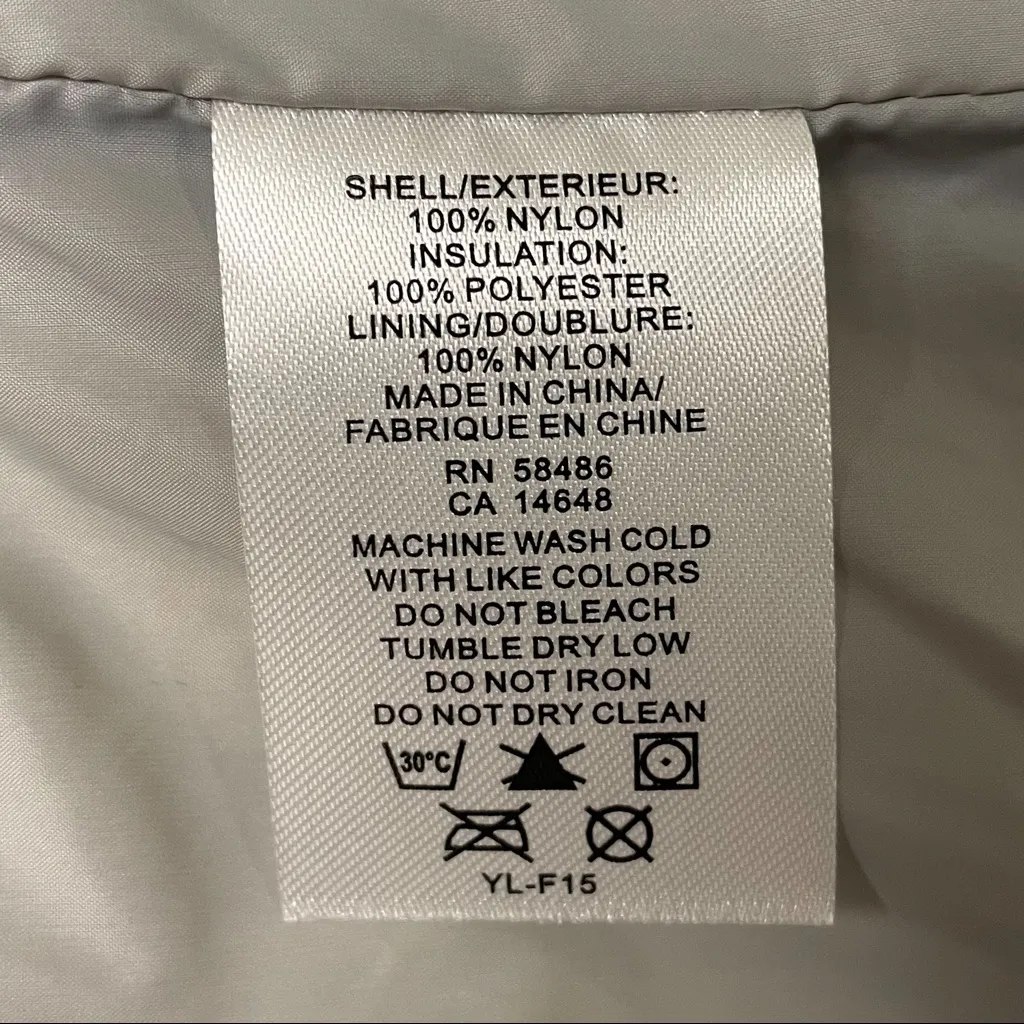 SHELL/EXTERIEUR:
100% NYLON
INSULATION:
100% POLYESTER
LINING/DOUBLURE:
100% NYLON
MADE IN CHINA/
FABRIQUE EN CHINE
RN 58486
CA 14648
MACHINE WASH COLD
WITH LIKE COLORS
DO NOT BLEACH
TUMBLE DRY LOW
DO NOT IRON
DO NOT DRY CLEAN
30°C
YL-F15